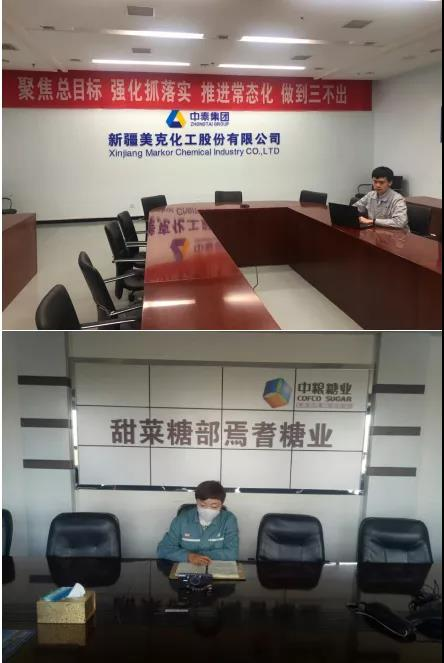 聚焦总目标 强化抓落实 推进常态化 做到三不出
中泰集团
ZHONGTAI GROUP
新疆美克化工股份有限公司
Xinjiang Markor Chemical Industry CO.,LTD
中粮糖业
COFCO SUGAR
甜菜糖部焉耆糖业